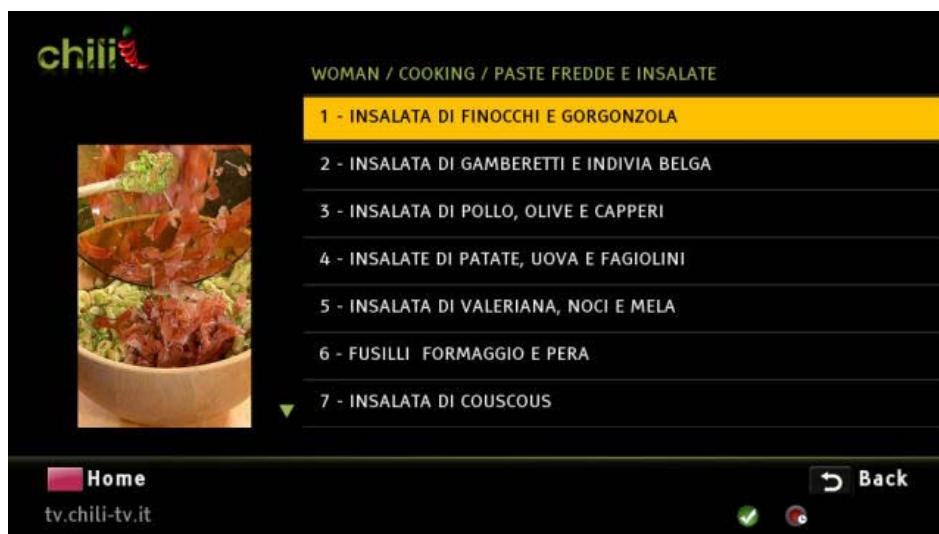 chili
WOMAN / COOKING / PASTE FREDDE E INSALATE
1 - INSALATA DI FINOCCHI E GORGONZOLA
2 - INSALATA DI GAMBERETTI E INDIVIA BELGA
3 - INSALATA DI POLLO, OLIVE E CAPPERI
4 - INSALATE DI PATATE, UOVA E FAGIOLINI
5 - INSALATA DI VALERIANA, NOCI E MELA
6 - FUSILLI FORMAGGIO E PERA
7 - INSALATA DI COUSCOUS
Home
Back
tv.chili-tv.it